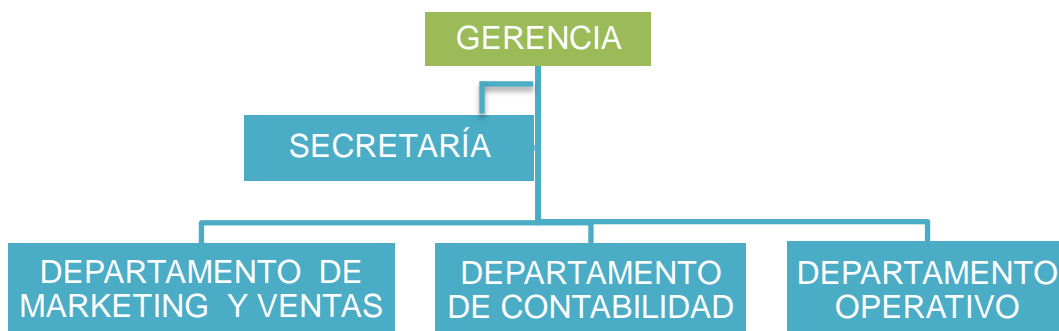 GERENCIA
SECRETARÍA
DEPARTAMENTO DE
MARKETING Y VENTAS
DEPARTAMENTO
DE CONTABILIDAD
DEPARTAMENTO
OPERATIVO